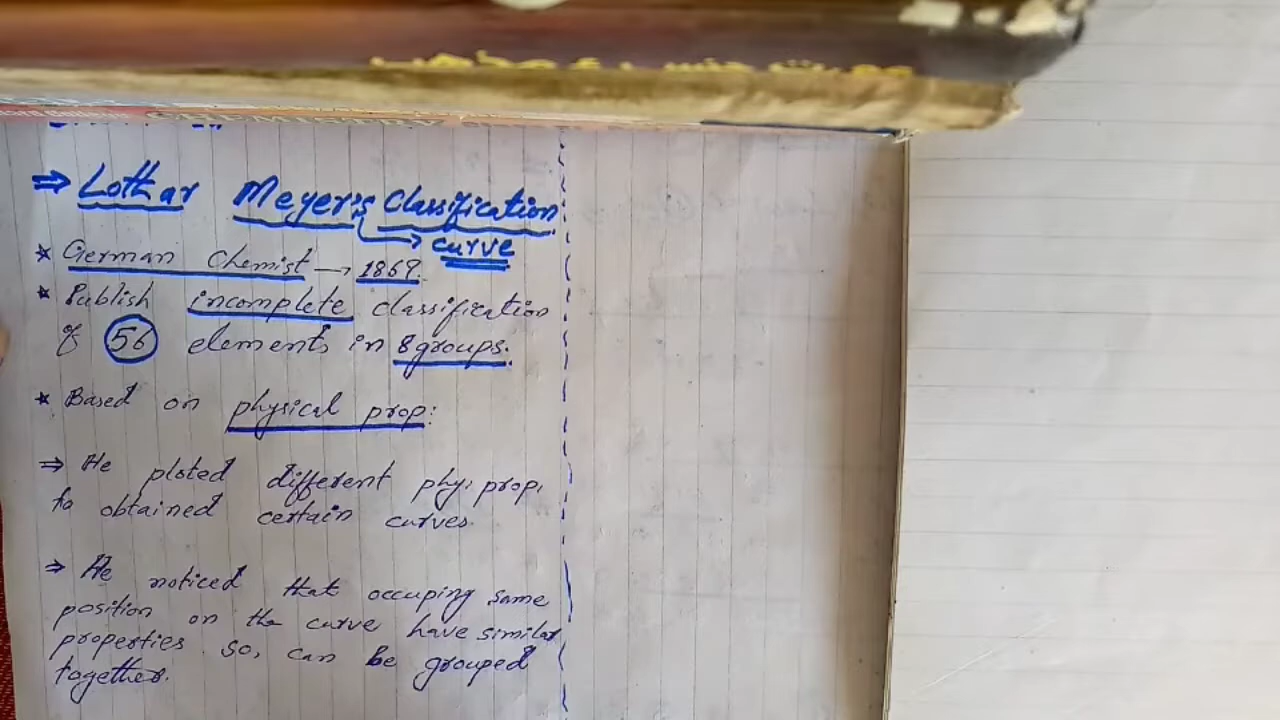 ⇒ Lothar Meyer's Classification
→ curve
* German Chemist → 1869.
* Publish incomplete classification
of 56 elements in 8 groups.
* Based on physical prop:
⇒ He ploted different phy. prop.
to obtained certain curves.
⇒ He noticed that occuping same
position on the curve have similar
properties. so, can be grouped
together.